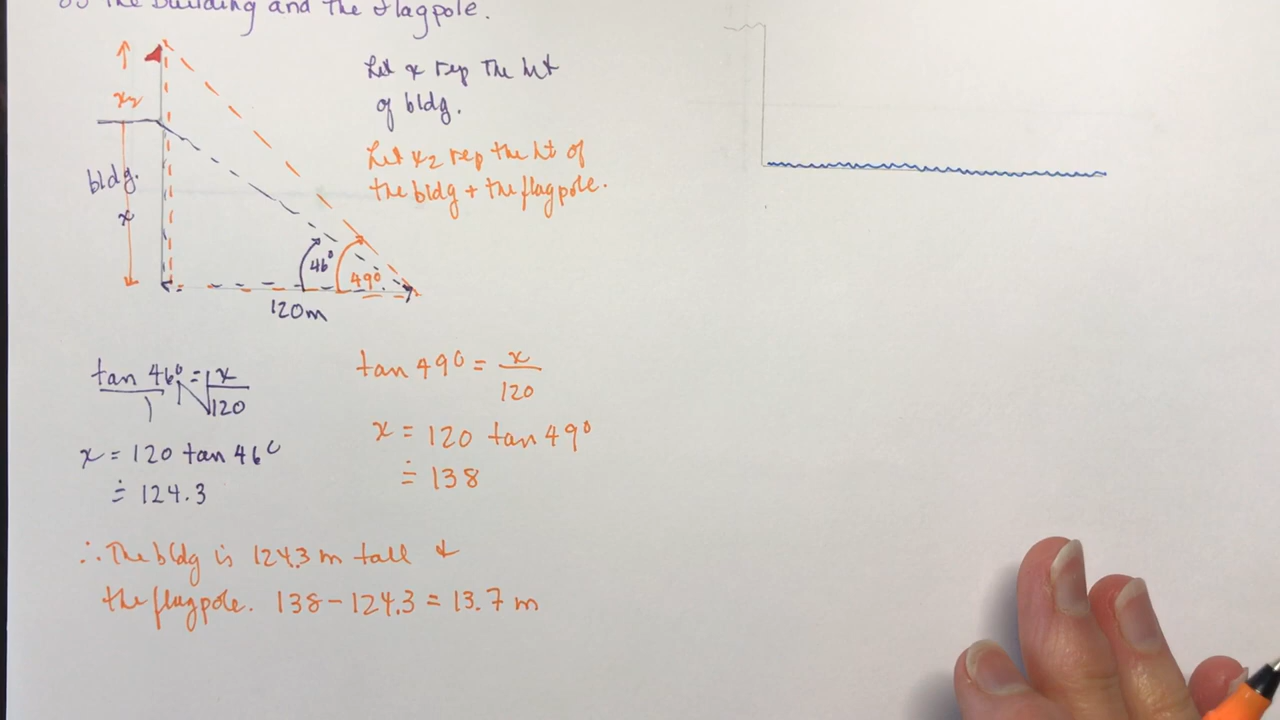 of the building and the flagpole.
Let x rep the ht
of bldg.
Let x2 rep the ht of
the bldg + the flagpole.
x2
bldg.
x
46°
49°
120m
tan 46° = x
1 120
x = 120 tan 46°
≐ 124.3
tan 49° = x
120
x = 120 tan 49°
≐ 138
∴ The bldg is 124.3 m tall &
the flagpole. 138 - 124.3 = 13.7 m